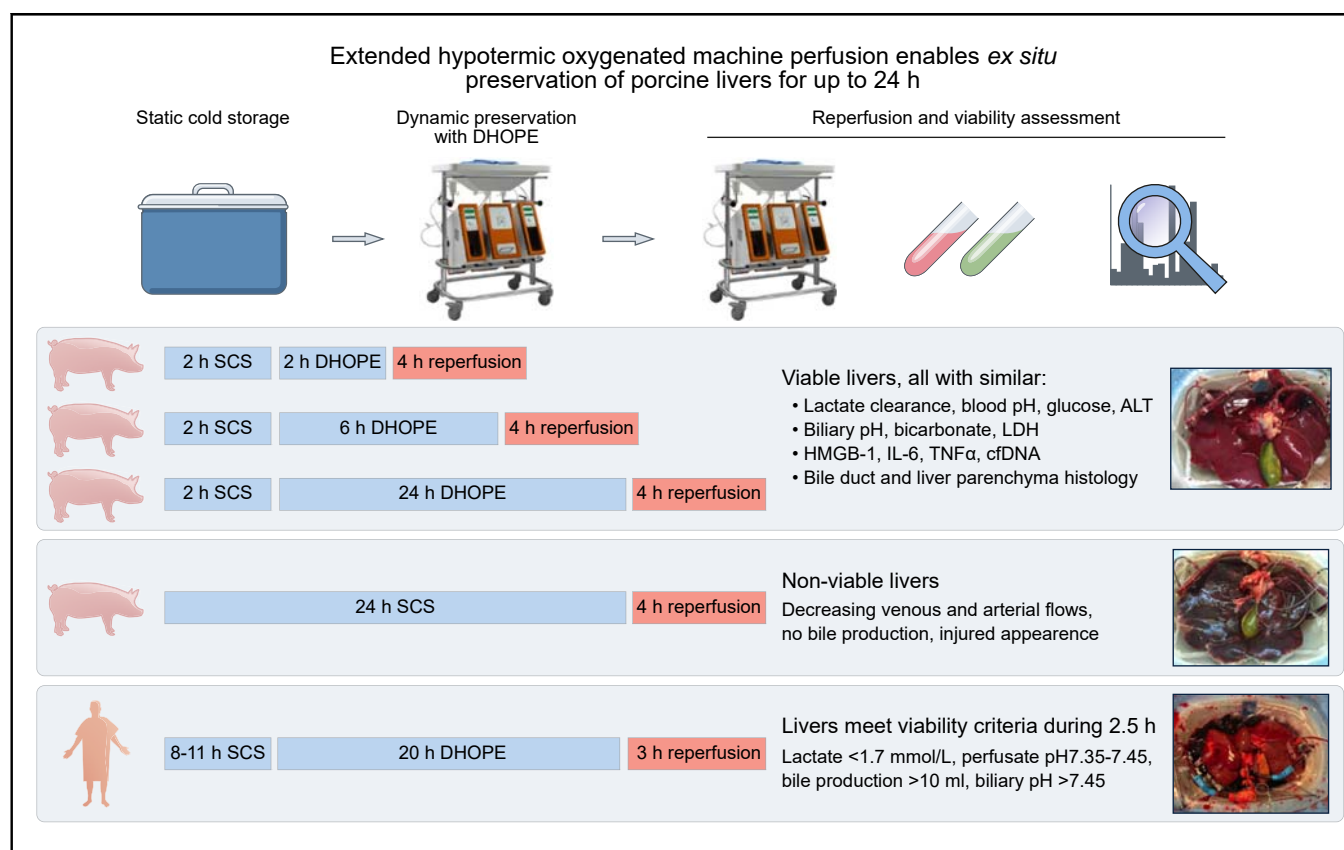 Extended hypotermic oxygenated machine perfusion enables ex situ
preservation of porcine livers for up to 24 h
Static cold storage
Dynamic preservation
with DHOPE
Reperfusion and viability assessment
2 h SCS
2 h DHOPE
4 h reperfusion
2 h SCS
6 h DHOPE
4 h reperfusion
2 h SCS
24 h DHOPE
4 h reperfusion
Viable livers, all with similar:
• Lactate clearance, blood pH, glucose, ALT
• Biliary pH, bicarbonate, LDH
• HMGB-1, IL-6, TNFα, cfDNA
• Bile duct and liver parenchyma histology
24 h SCS
4 h reperfusion
Non-viable livers
Decreasing venous and arterial flows,
no bile production, injured appearence
8-11 h SCS
20 h DHOPE
3 h reperfusion
Livers meet viability criteria during 2.5 h
Lactate <1.7 mmol/L, perfusate pH7.35-7.45,
bile production >10 ml, biliary pH >7.45